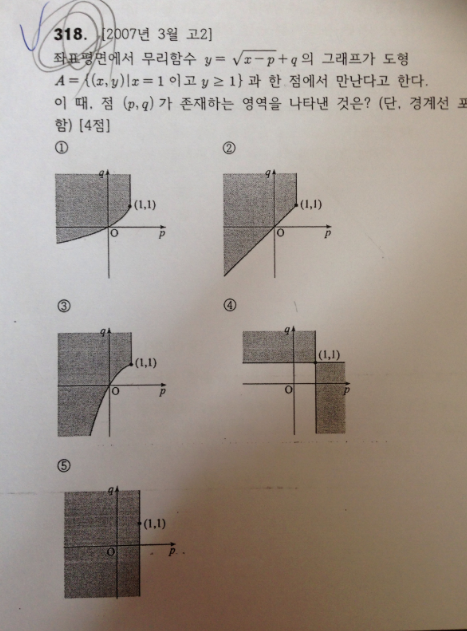 318. [2007년 3월 고2]
좌표평면에서 무리함수 y = √x−p + q 의 그래프가 도형
A = {(x, y)|x = 1 이고 y ≥ 1} 과 한 점에서 만난다고 한다.
이 때, 점 (p, q) 가 존재하는 영역을 나타낸 것은? (단, 경계선 포
함) [4점]
① ②
q (1,1) O p q (1,1) O p
③ ④
q (1,1) O p q (1,1) O p
⑤
q (1,1) O p